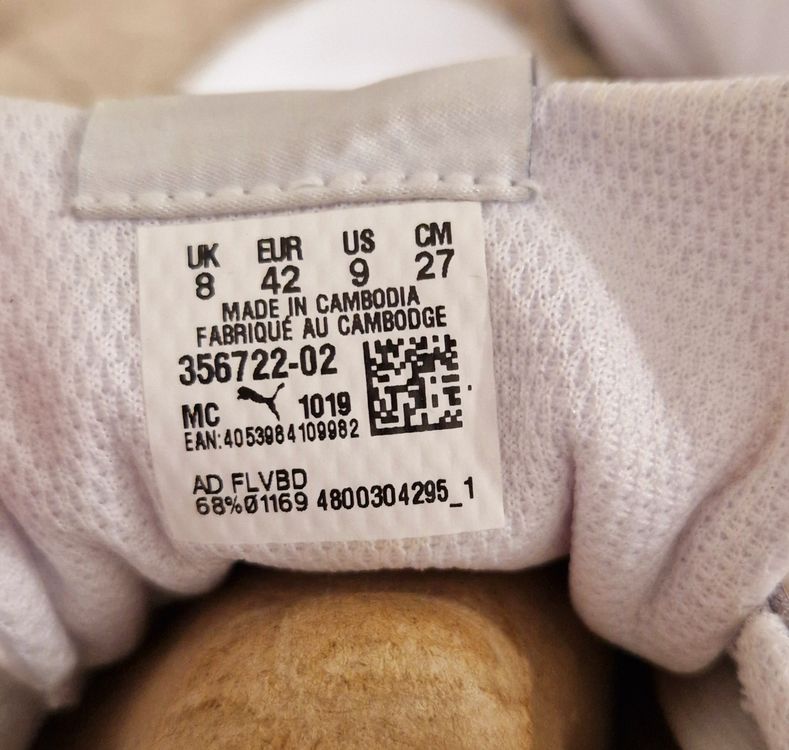 UK EUR US CM
8 42 9 27
MADE IN CAMBODIA
FABRIQUÉ AU CAMBODGE
356722-02
MC 1019
EAN:4053984109982
AD FLVBD
68%Ø1169 4800304295_1